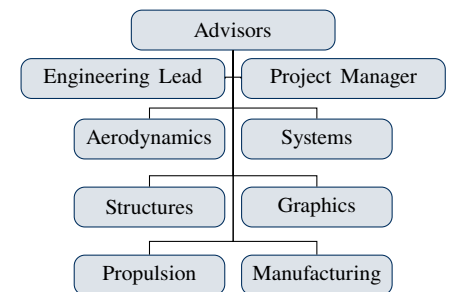 Advisors
Engineering Lead
Project Manager
Aerodynamics
Systems
Structures
Graphics
Propulsion
Manufacturing